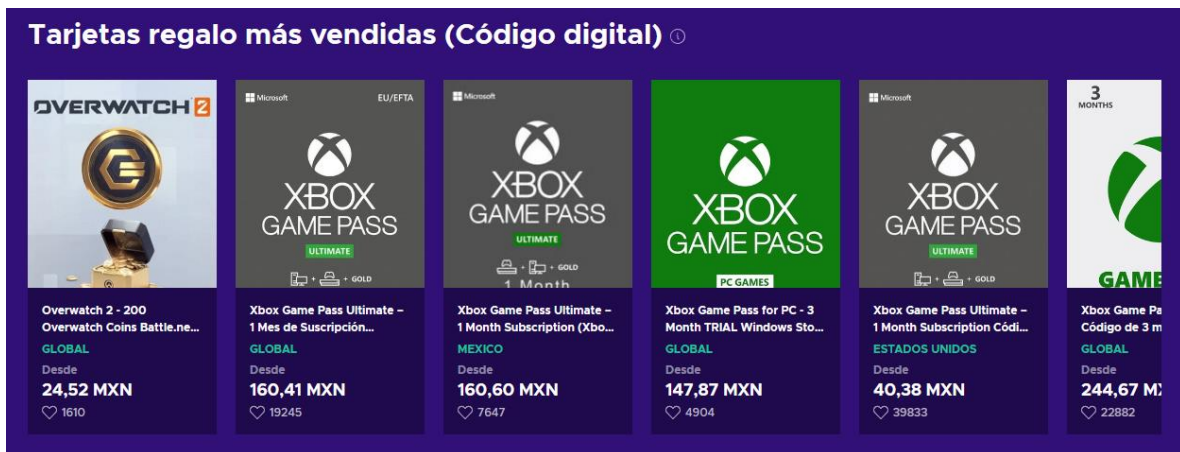 Tarjetas regalo más vendidas (Código digital)
OVERWATCH 2
Overwatch 2 - 200
Overwatch Coins Battle.ne...
GLOBAL
Desde
24,52 MXN
1610
Microsoft EU/EFTA
XBOX
GAME PASS
ULTIMATE
+ + GOLD
Xbox Game Pass Ultimate –
1 Mes de Suscripción...
GLOBAL
Desde
160,41 MXN
19245
Microsoft
XBOX
GAME PASS
ULTIMATE
+ + GOLD
1 Month
Xbox Game Pass Ultimate –
1 Month Subscription (Xbo...
MEXICO
Desde
160,60 MXN
7647
XBOX
GAME PASS
PC GAMES
Xbox Game Pass for PC - 3
Month TRIAL Windows Sto...
GLOBAL
Desde
147,87 MXN
4904
Microsoft
XBOX
GAME PASS
ULTIMATE
+ + GOLD
Xbox Game Pass Ultimate –
1 Month Subscription Códi...
ESTADOS UNIDOS
Desde
40,38 MXN
39833
3
MONTHS
GAME
Xbox Game Pa
Código de 3 m
GLOBAL
Desde
244,67 M
22882